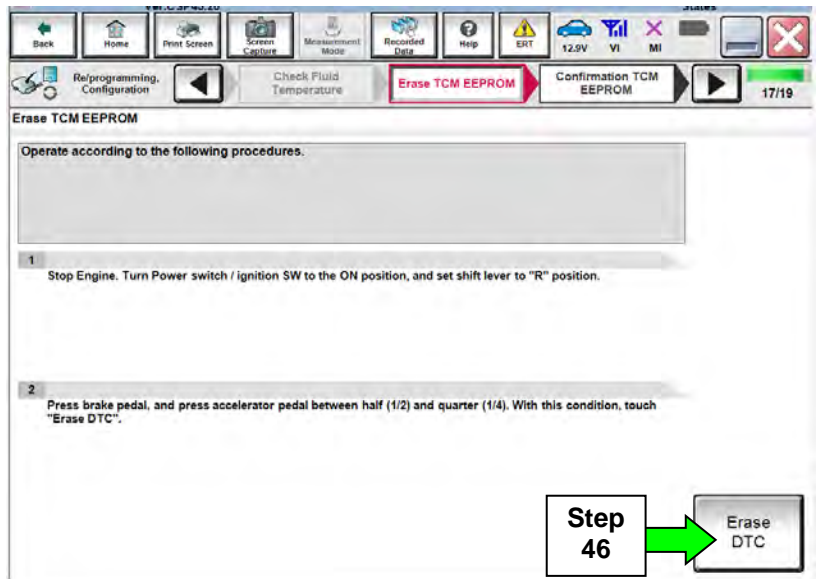 Ver.CSP45.20 States
Back Home Print Screen Screen Capture Measurement Mode Recorded Data Help ERT 12.9V VI MI
Re/programming, Configuration Check Fluid Temperature Erase TCM EEPROM Confirmation TCM EEPROM 17/19
Erase TCM EEPROM
Operate according to the following procedures.
1
Stop Engine. Turn Power switch / ignition SW to the ON position, and set shift lever to "R" position.
2
Press brake pedal, and press accelerator pedal between half (1/2) and quarter (1/4). With this condition, touch
"Erase DTC".
Step
46
Erase
DTC